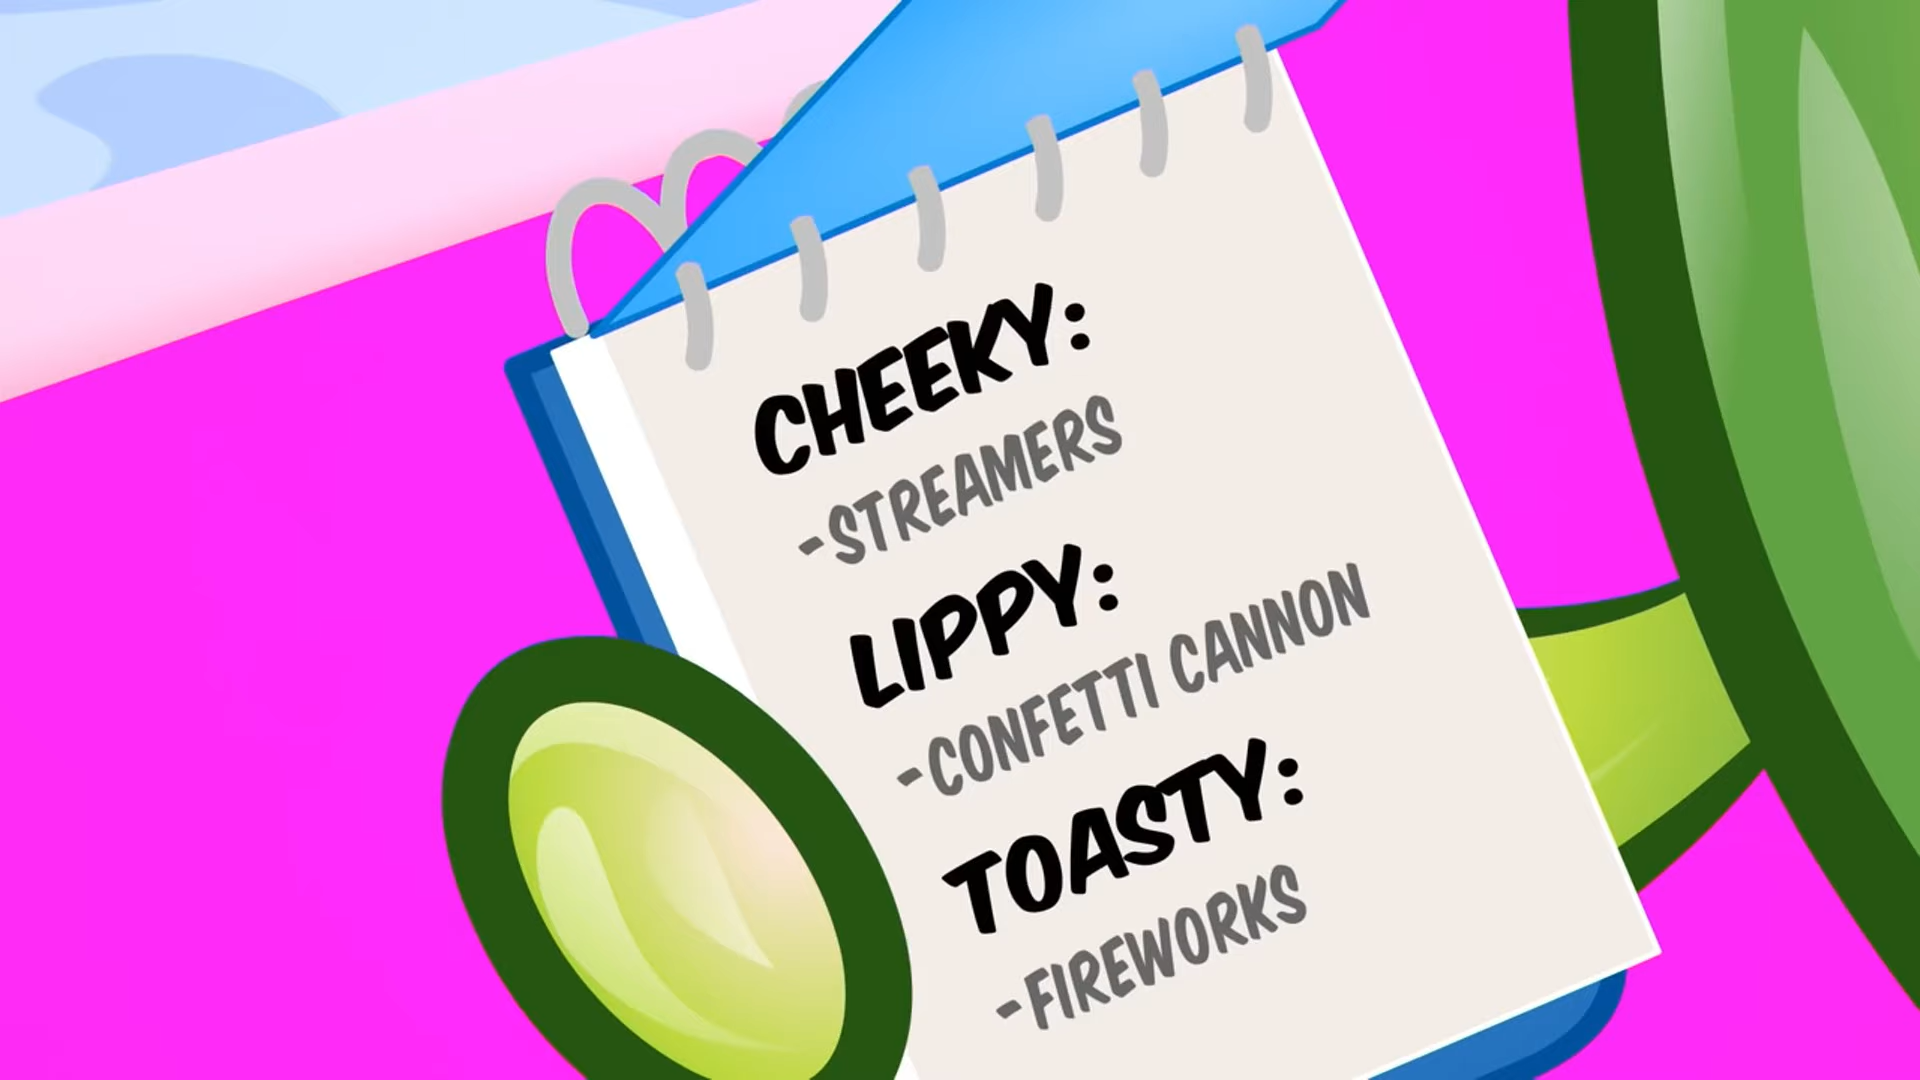 CHEEKY:
-STREAMERS
LIPPY:
-CONFETTI CANNON
TOASTY:
-FIREWORKS